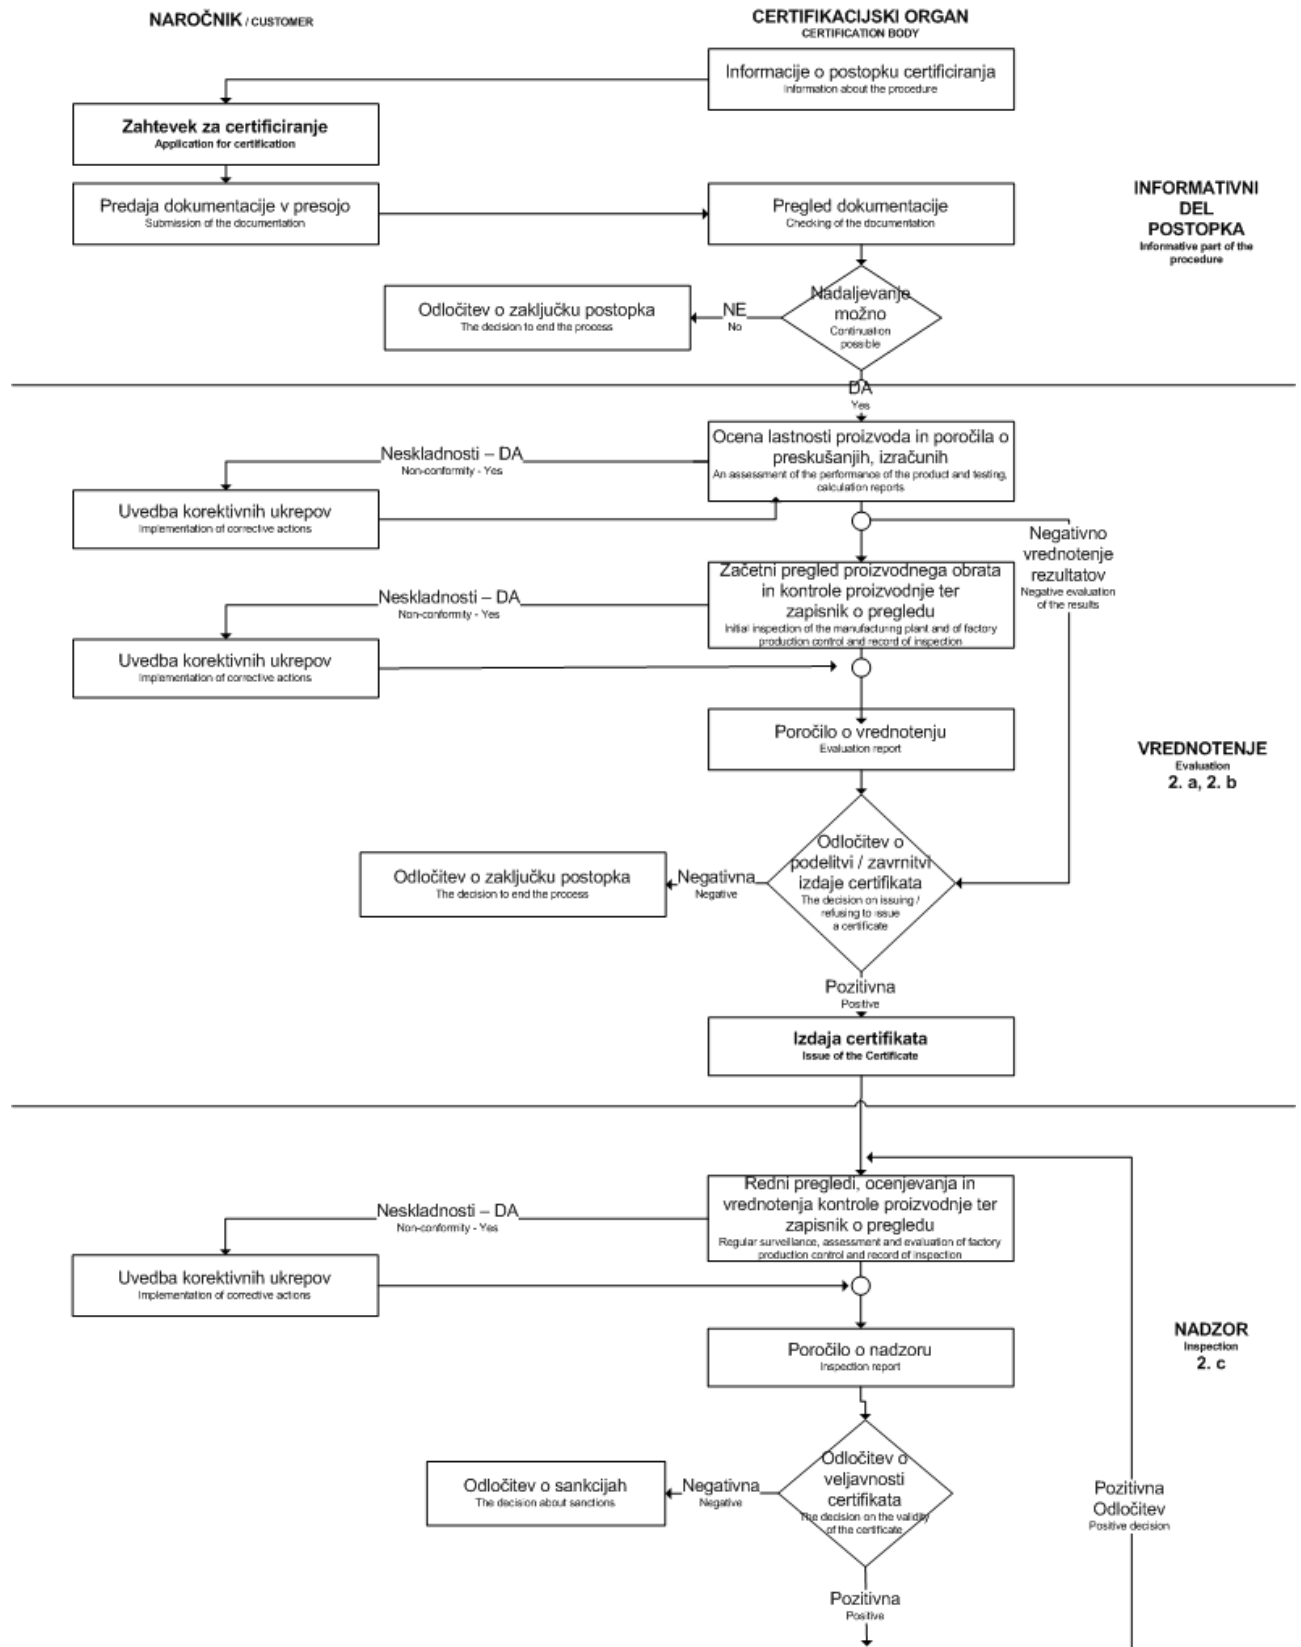 NAROČNIK / CUSTOMER
CERTIFIKACIJSKI ORGAN
CERTIFICATION BODY
Informacije o postopku certificiranja
Information about the procedure
Zahtevek za certificiranje
Application for certification
Predaja dokumentacije v presojo
Submission of the documentation
Pregled dokumentacije
Checking of the documentation
INFORMATIVNI
DEL
POSTOPKA
Informative part of the
procedure
Nadaljevanje
možno
Continuation
possible
NE
No
Odločitev o zaključku postopka
The decision to end the process
DA
Yes
Ocena lastnosti proizvoda in poročila o
preskušanjih, izračunih
An assessment of the performance of the product and testing,
calculation reports
Neskladnosti – DA
Non-conformity - Yes
Uvedba korektivnih ukrepov
Implementation of corrective actions
Negativno
vrednotenje
rezultatov
Negative evaluation
of the results
Začetni pregled proizvodnega obrata
in kontrole proizvodnje ter
zapisnik o pregledu
Initial inspection of the manufacturing plant and of factory
production control and record of inspection
Neskladnosti – DA
Non-conformity - Yes
Uvedba korektivnih ukrepov
Implementation of corrective actions
Poročilo o vrednotenju
Evaluation report
VREDNOTENJE
Evaluation
2. a, 2. b
Odločitev o
podelitvi / zavrnitvi
izdaje certifikata
The decision on issuing /
refusing to issue
a certificate
Negativna
Negative
Odločitev o zaključku postopka
The decision to end the process
Pozitivna
Positive
Izdaja certifikata
Issue of the Certificate
Redni pregledi, ocenjevanja in
vrednotenja kontrole proizvodnje ter
zapisnik o pregledu
Regular surveillance, assessment and evaluation of factory
production control and record of inspection
Neskladnosti – DA
Non-conformity - Yes
Uvedba korektivnih ukrepov
Implementation of corrective actions
Poročilo o nadzoru
Inspection report
NADZOR
Inspection
2. c
Odločitev o
veljavnosti
certifikata
The decision on the validity
of the certificate
Negativna
Negative
Odločitev o sankcijah
The decision about sanctions
Pozitivna
Odločitev
Positive decision
Pozitivna
Positive